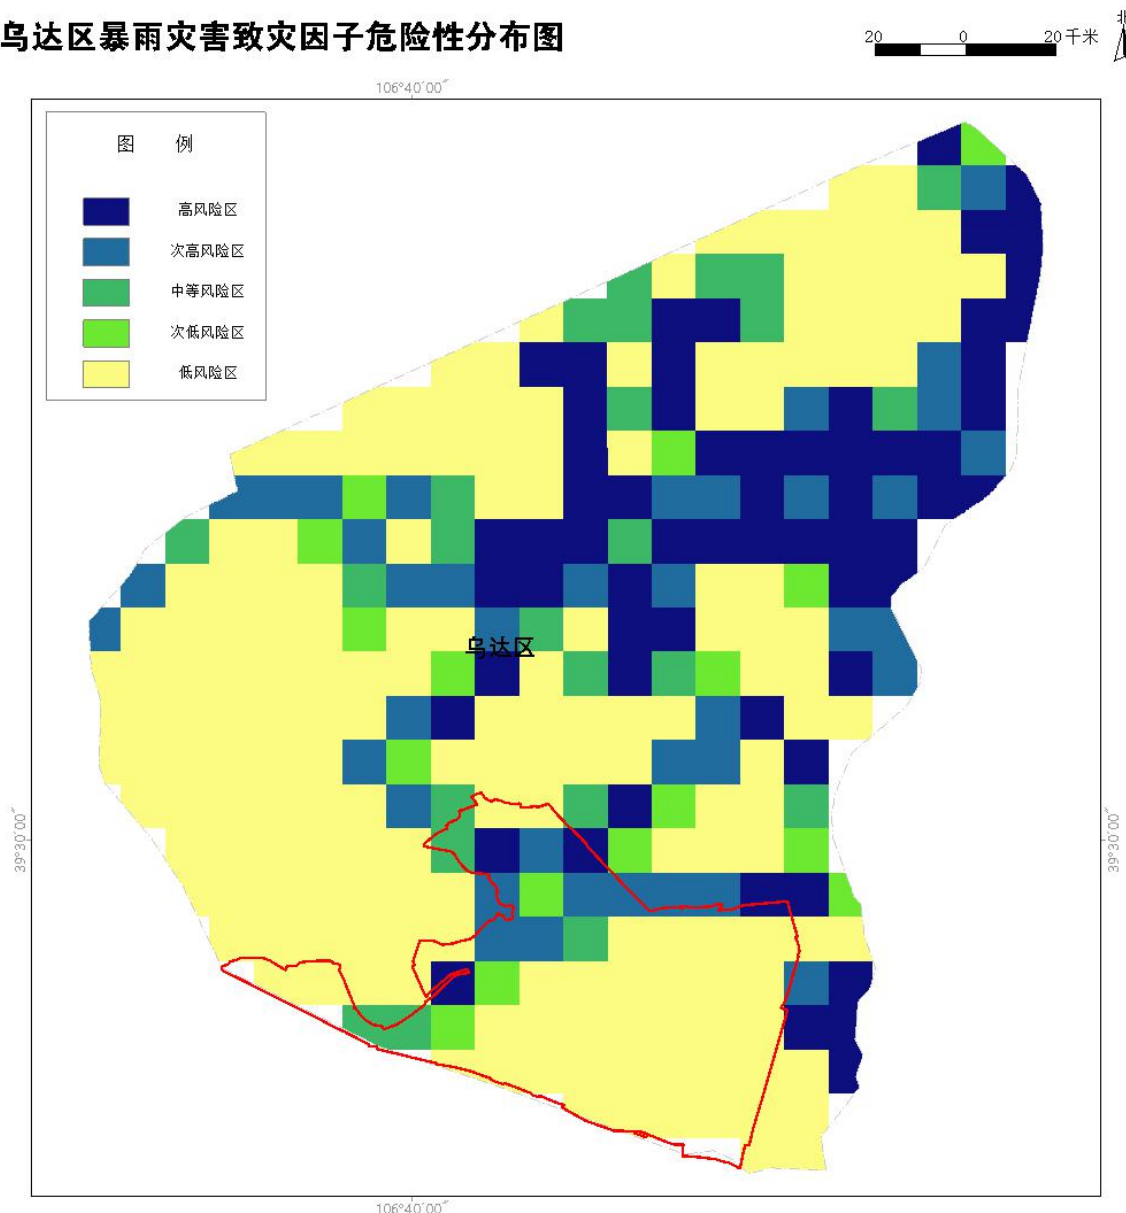 乌达区暴雨灾害致灾因子危险性分布图
20 0 20千米
北
106°40′00″
图 例
高风险区
次高风险区
中等风险区
次低风险区
低风险区
乌达区
39°30′00″
39°30′00″
106°40′00″